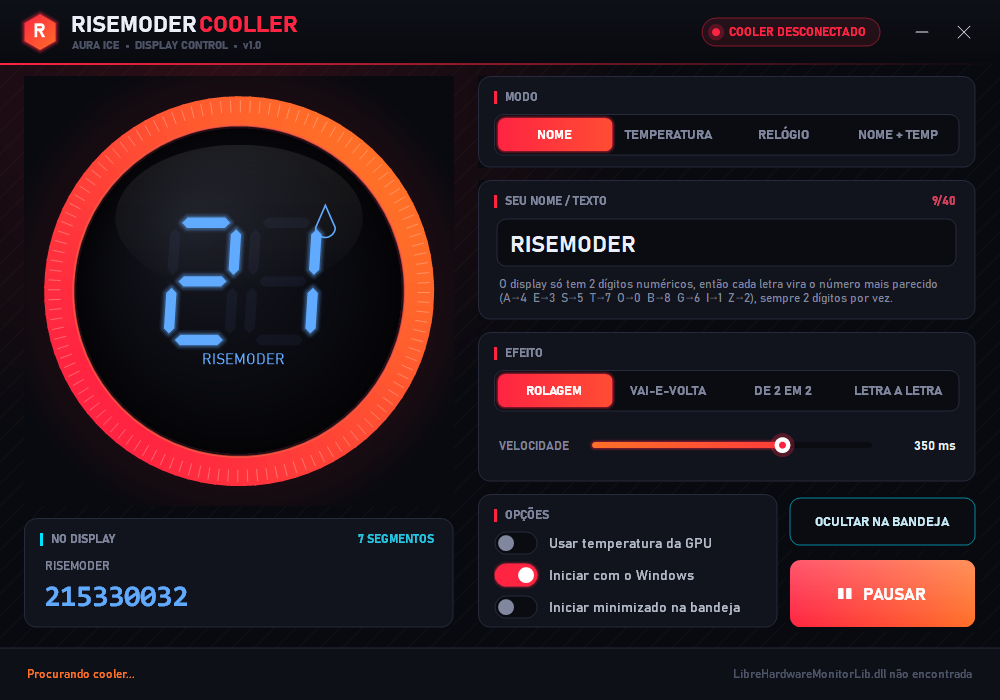 R RISEMODER COOLLER
AURA ICE • DISPLAY CONTROL • v1.0
COOLER DESCONECTADO
21
RISEMODER
NO DISPLAY
7 SEGMENTOS
RISEMODER
215330032
MODO
NOME TEMPERATURA RELÓGIO NOME + TEMP
SEU NOME / TEXTO
9/40
RISEMODER
O display só tem 2 dígitos numéricos, então cada letra vira o número mais parecido
(A→4 E→3 S→5 T→7 O→0 B→8 G→6 I→1 Z→2), sempre 2 dígitos por vez.
EFEITO
ROLAGEM VAI-E-VOLTA DE 2 EM 2 LETRA A LETRA
VELOCIDADE 350 ms
OPÇÕES
Usar temperatura da GPU
Iniciar com o Windows
Iniciar minimizado na bandeja
OCULTAR NA BANDEJA
PAUSAR
Procurando cooler...
LibreHardwareMonitorLib.dll não encontrada